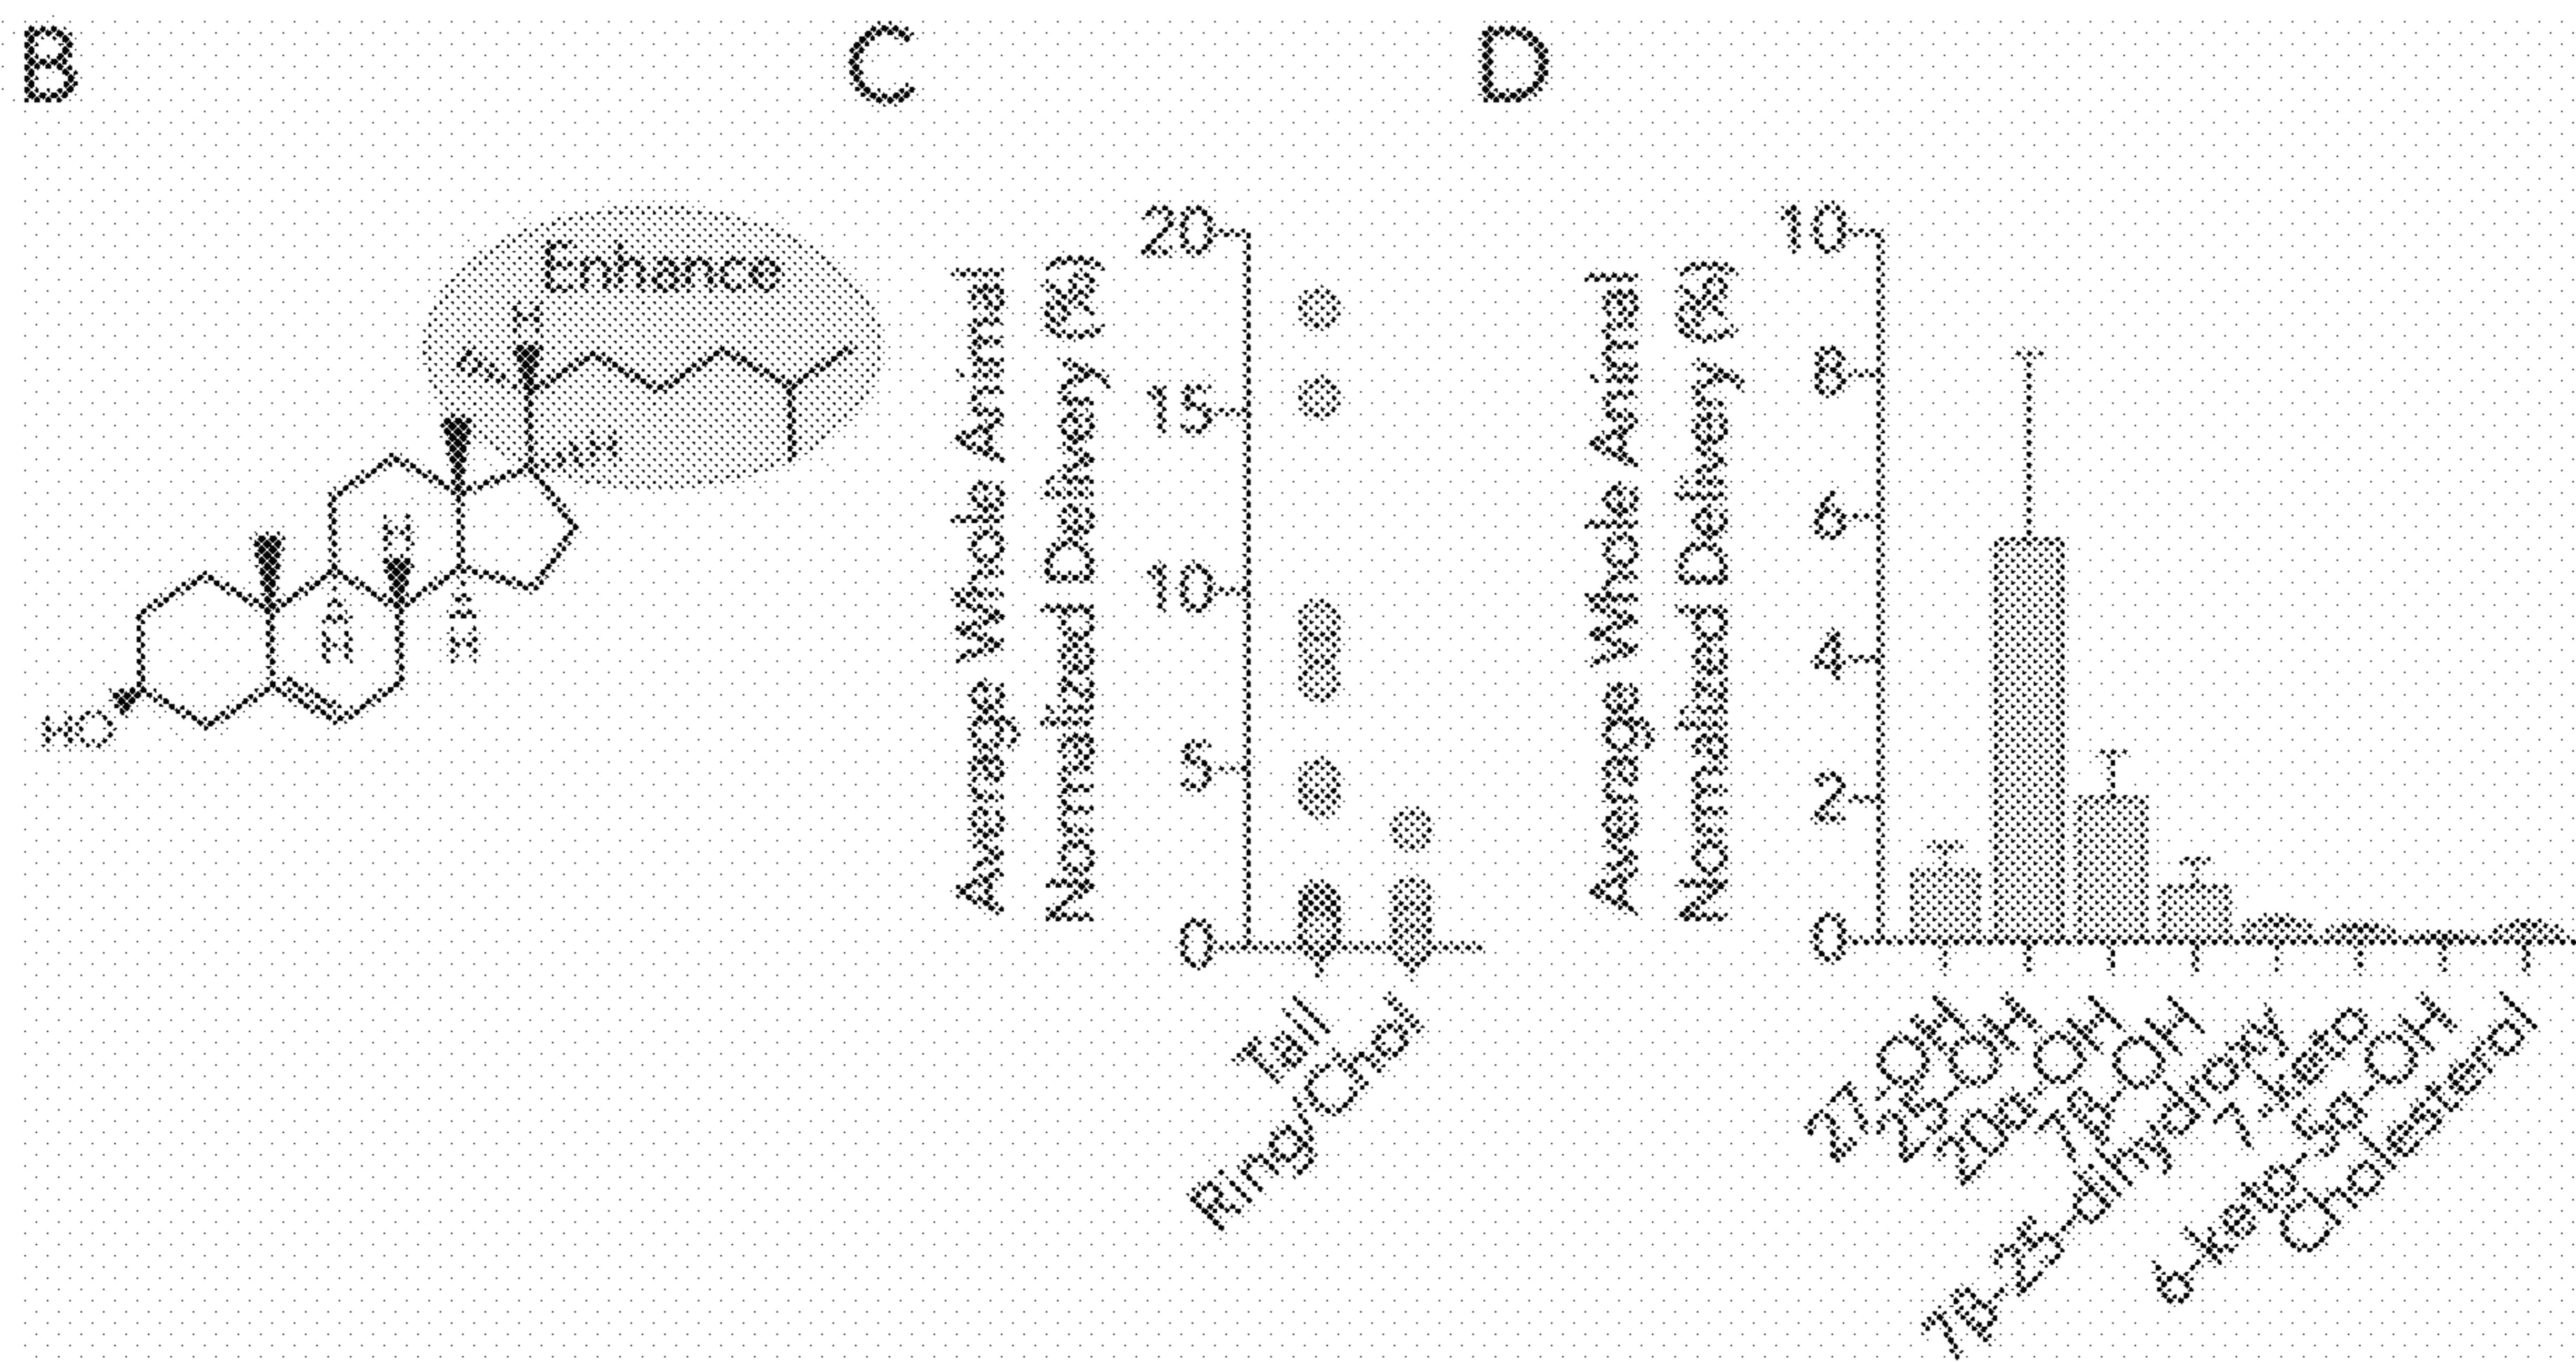 B
C
D
Enhance
H
H
H
H
H
HO
Average Whole Animal
Normalized Delivery (%)
20
15
10
5
0
Tail
Ring/Chol
Average Whole Animal
Normalized Delivery (%)
10
8
6
4
2
0
27 OH
25 OH
20α OH
7β OH
7β-25 dihydroxy
7 keto
6 keto 5α OH
Cholesterol